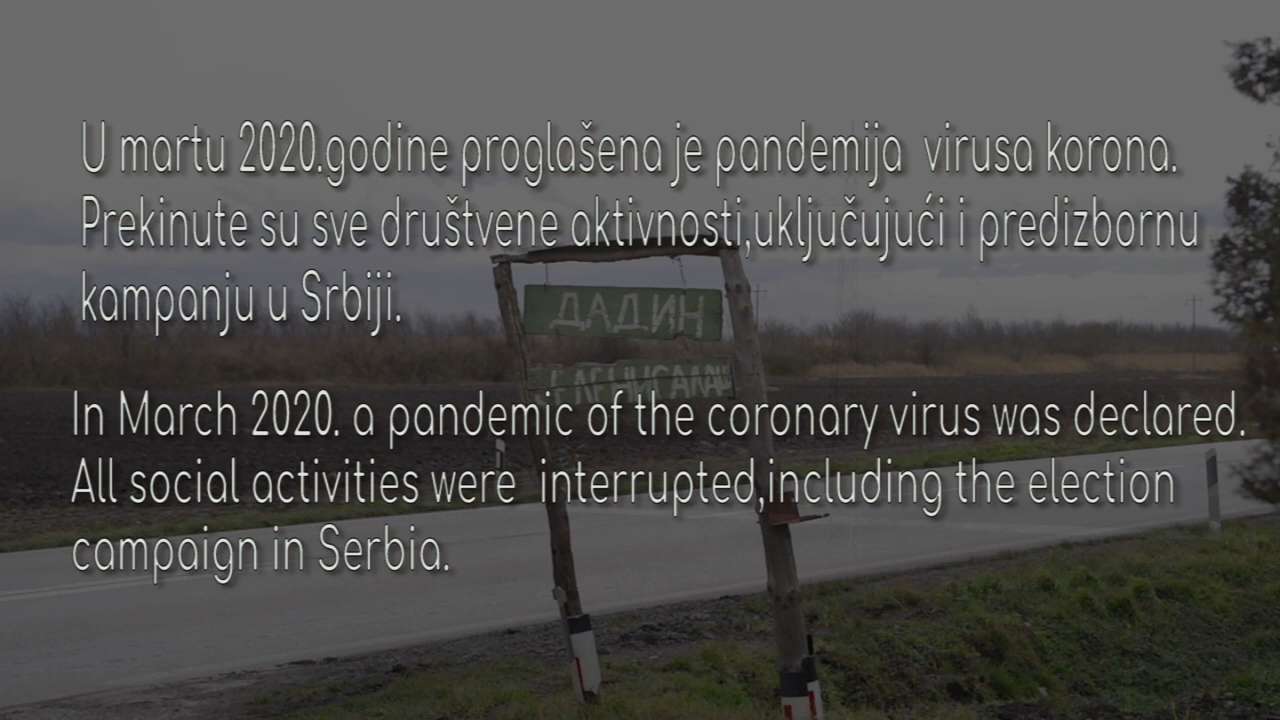 U martu 2020.godine proglašena je pandemija virusa korona.
Prekinute su sve društvene aktivnosti,uključujući i predizbornu
kampanju u Srbiji.
ДАДИН
In March 2020. a pandemic of the coronary virus was declared.
All social activities were interrupted,including the election
campaign in Serbia.